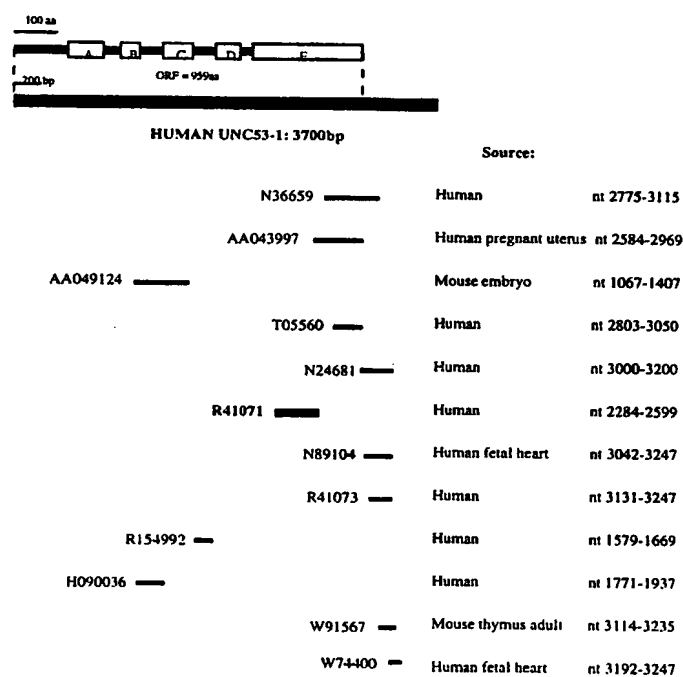 100 aa
A B C D E
ORF = 959aa
200 bp
HUMAN UNC53-1: 3700bp
Source:
N36659 Human nt 2775-3115
AA043997 Human pregnant uterus nt 2584-2969
AA049124 Mouse embryo nt 1067-1407
T05560 Human nt 2803-3050
N24681 Human nt 3000-3200
R41071 Human nt 2284-2599
N89104 Human fetal heart nt 3042-3247
R41073 Human nt 3131-3247
R154992 Human nt 1579-1669
H090036 Human nt 1771-1937
W91567 Mouse thymus adult nt 3114-3235
W74400 Human fetal heart nt 3192-3247